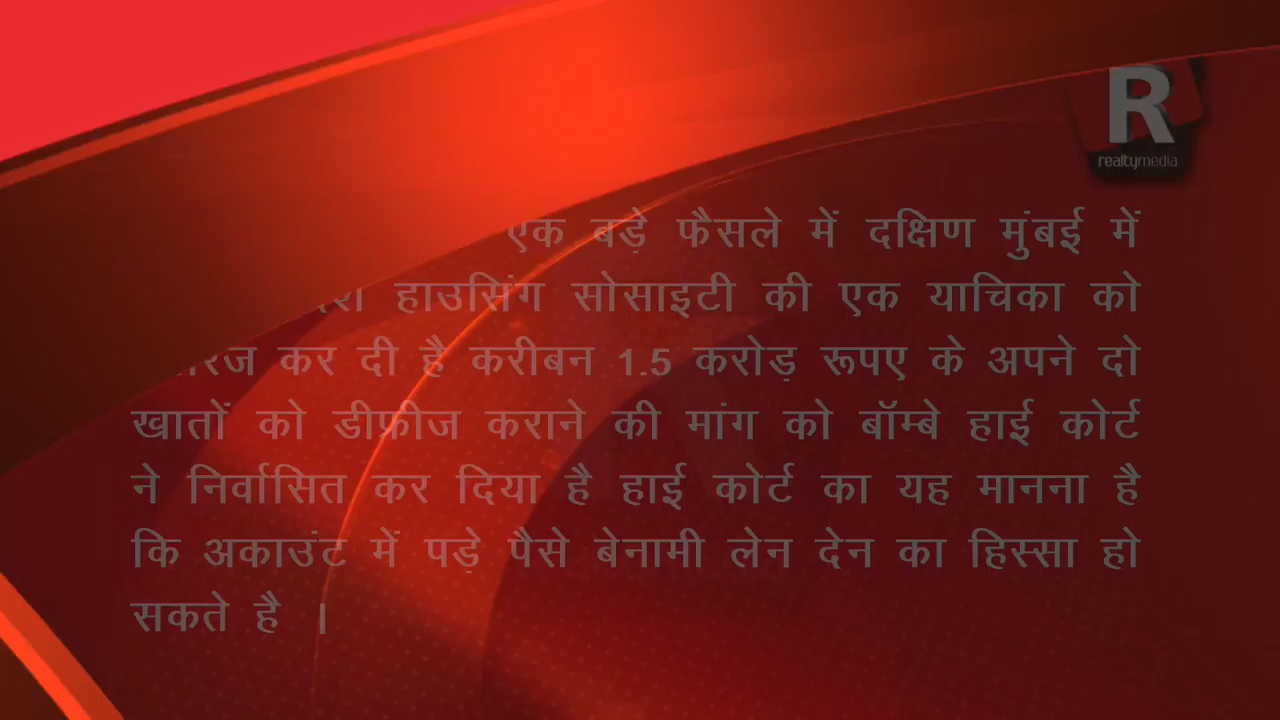 R
realtymedia
एक बड़े फैसले में दक्षिण मुंबई में
हाउसिंग सोसाइटी की एक याचिका को
कर दी है करीबन 1.5 करोड़ रूपए के अपने दो
खातों को डीफ्रीज कराने की मांग को बॉम्बे हाई कोर्ट
ने निर्वासित कर दिया है हाई कोर्ट का यह मानना है
कि अकाउंट में पड़े पैसे बेनामी लेन देन का हिस्सा हो
सकते है ।